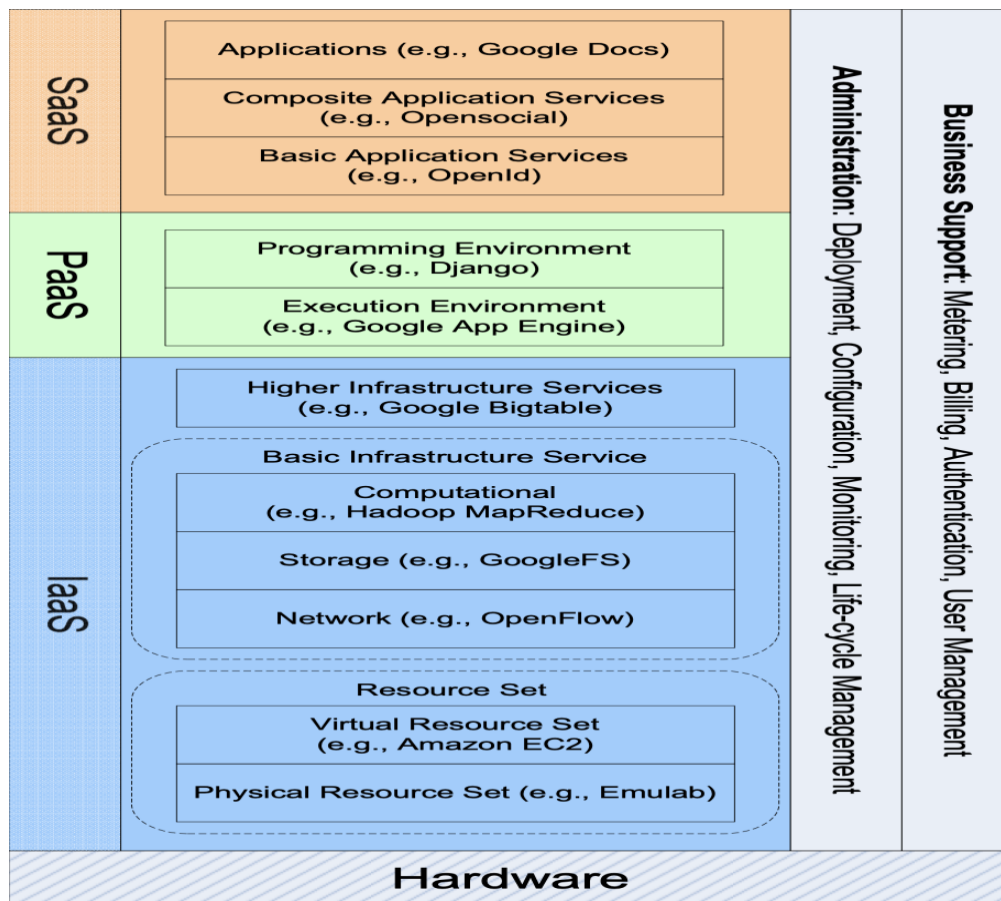 SaaS
Applications (e.g., Google Docs)
Composite Application Services
(e.g., Opensocial)
Basic Application Services
(e.g., OpenId)
PaaS
Programming Environment
(e.g., Django)
Execution Environment
(e.g., Google App Engine)
IaaS
Higher Infrastructure Services
(e.g., Google Bigtable)
Basic Infrastructure Service
Computational
(e.g., Hadoop MapReduce)
Storage (e.g., GoogleFS)
Network (e.g., OpenFlow)
Resource Set
Virtual Resource Set
(e.g., Amazon EC2)
Physical Resource Set (e.g., Emulab)
Administration: Deployment, Configuration, Monitoring, Life-cycle Management
Business Support: Metering, Billing, Authentication, User Management
Hardware